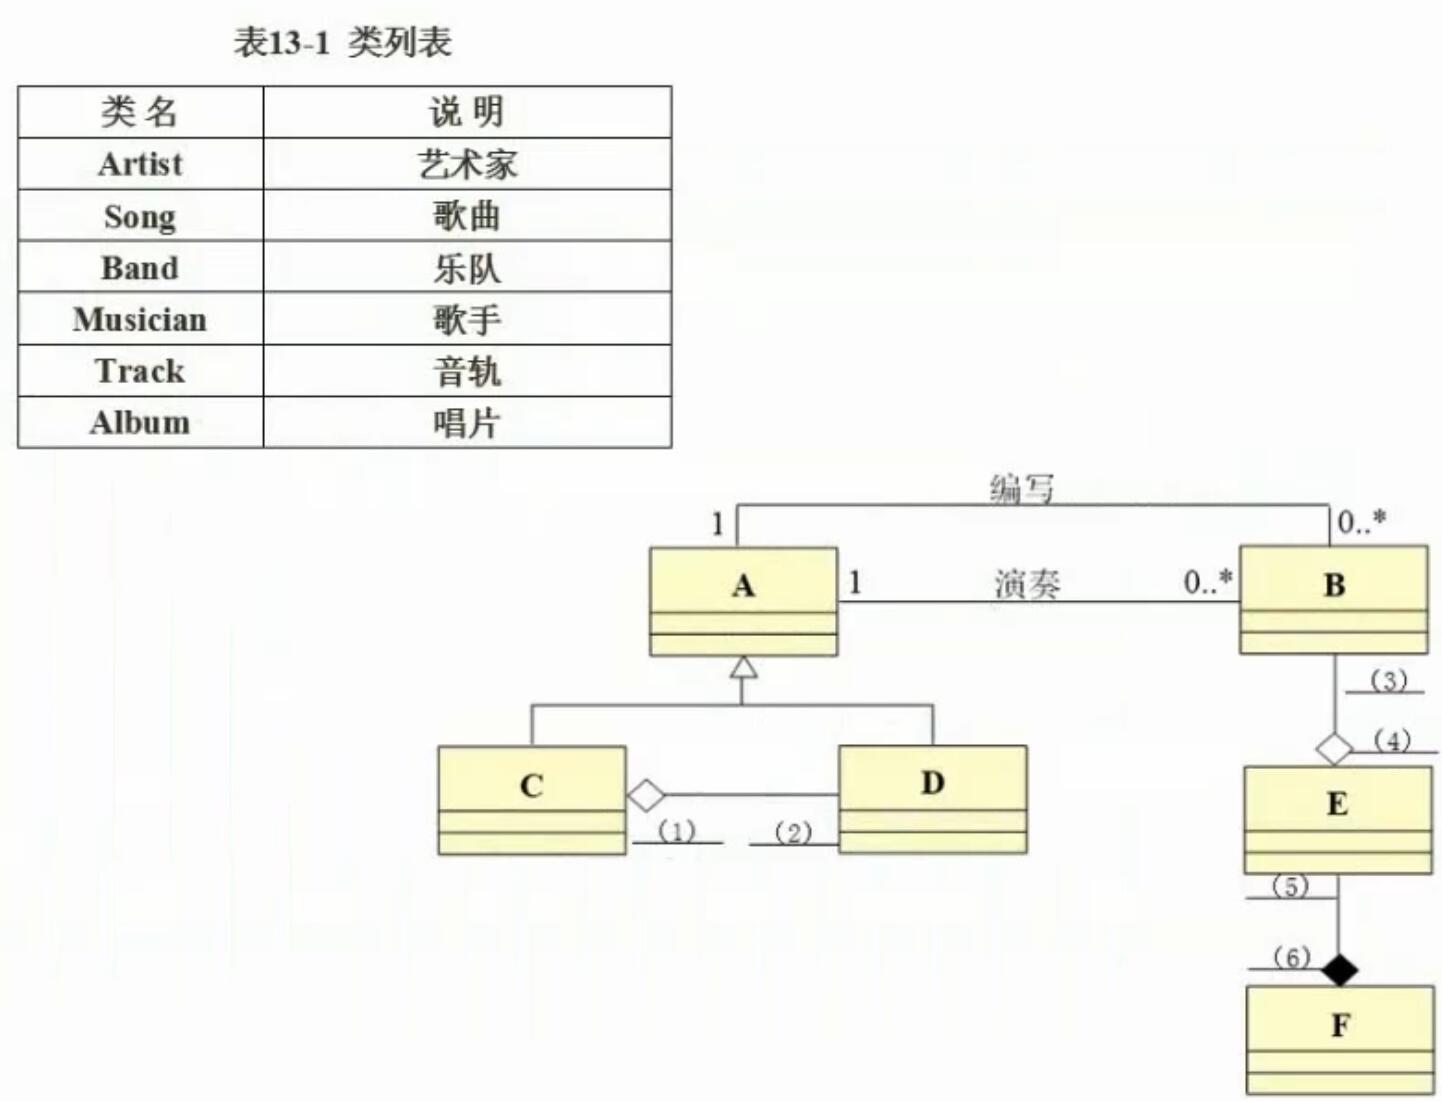 表13-1 类列表
类 名 说 明
Artist 艺术家
Song 歌曲
Band 乐队
Musician 歌手
Track 音轨
Album 唱片
编写
1 0..*
A 1 演奏 0..* B
(3)
(4)
C D
E
(1) (2)
(5)
(6)
F